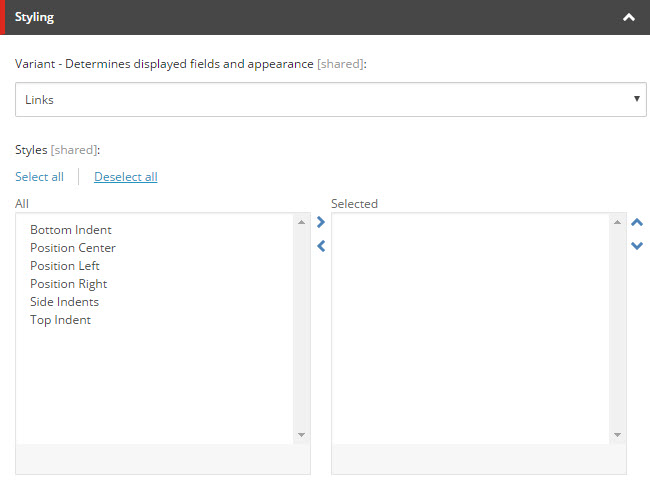 Styling
Variant - Determines displayed fields and appearance [shared]:
Links
Styles [shared]:
Select all Deselect all
All Selected
Bottom Indent
Position Center
Position Left
Position Right
Side Indents
Top Indent